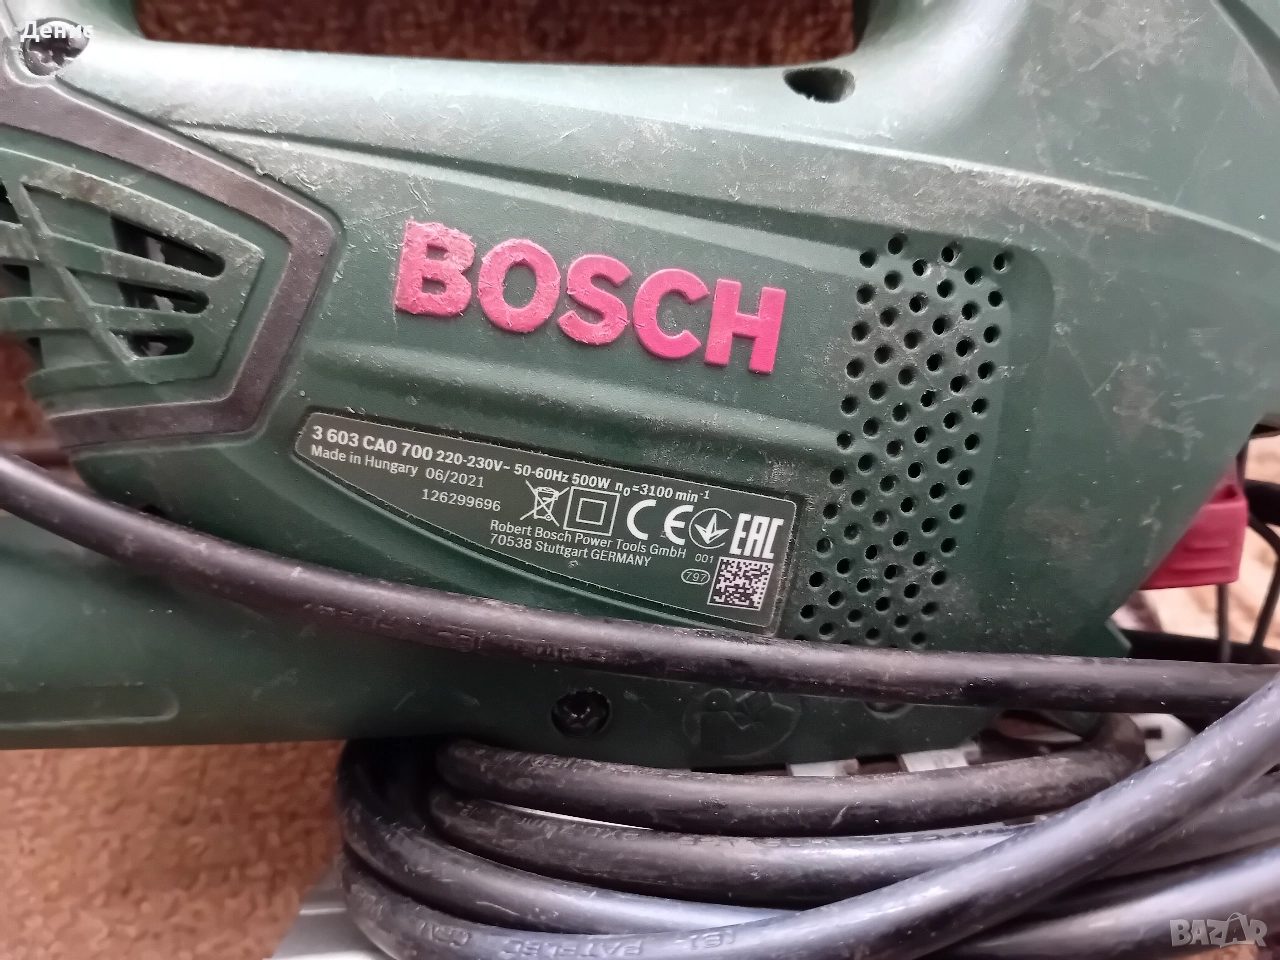 Денис
BOSCH
3 603 CA0 700 220-230V~ 50-60Hz 500W n₀=3100 min⁻¹
Made in Hungary 06/2021
126299696
CE EAC
Robert Bosch Power Tools GmbH
70538 Stuttgart GERMANY
001
797
BAZAR